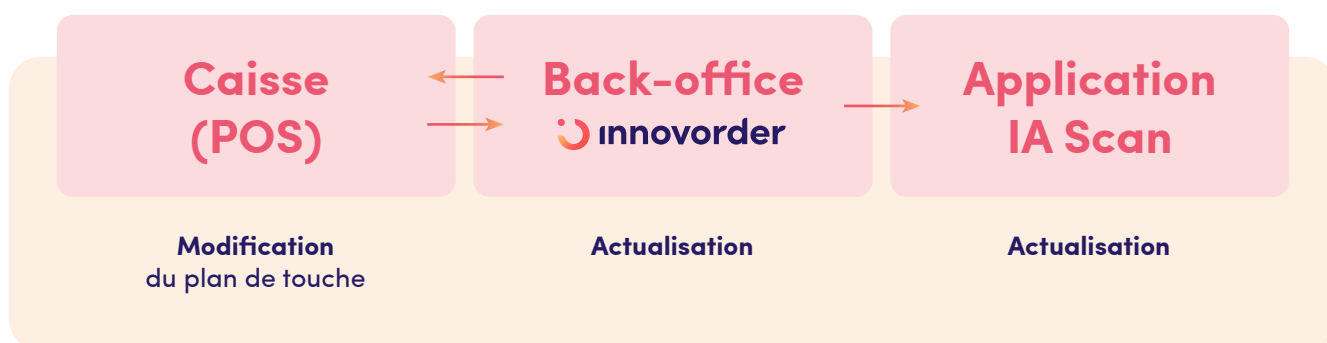 Caisse
(POS)
Modification
du plan de touche
Back-office
innovorder
Actualisation
Application
IA Scan
Actualisation